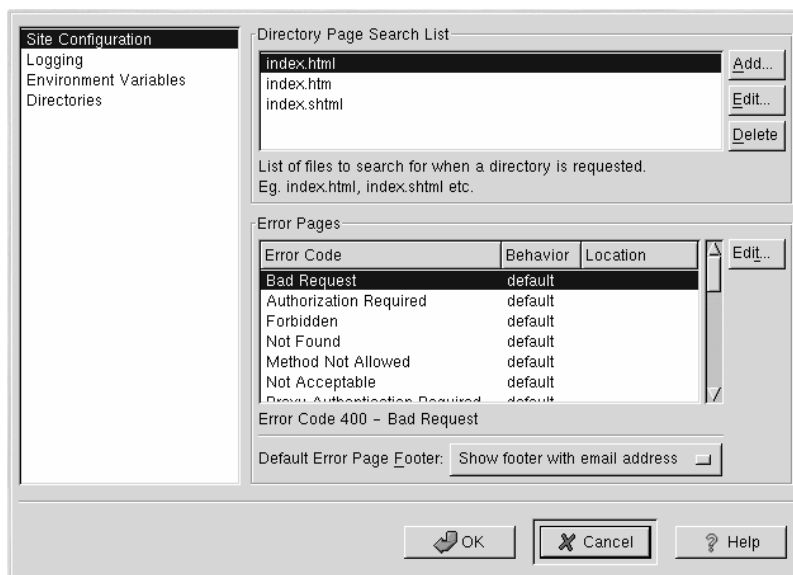 Site Configuration
Logging
Environment Variables
Directories
Directory Page Search List
index.html
index.htm
index.shtml
Add...
Edit...
Delete
List of files to search for when a directory is requested.
Eg. index.html, index.shtml etc.
Error Pages
Error Code Behavior Location
Bad Request default
Authorization Required default
Forbidden default
Not Found default
Method Not Allowed default
Not Acceptable default
Proxy Authentication Required default
Edit...
Error Code 400 – Bad Request
Default Error Page Footer: Show footer with email address
OK Cancel Help